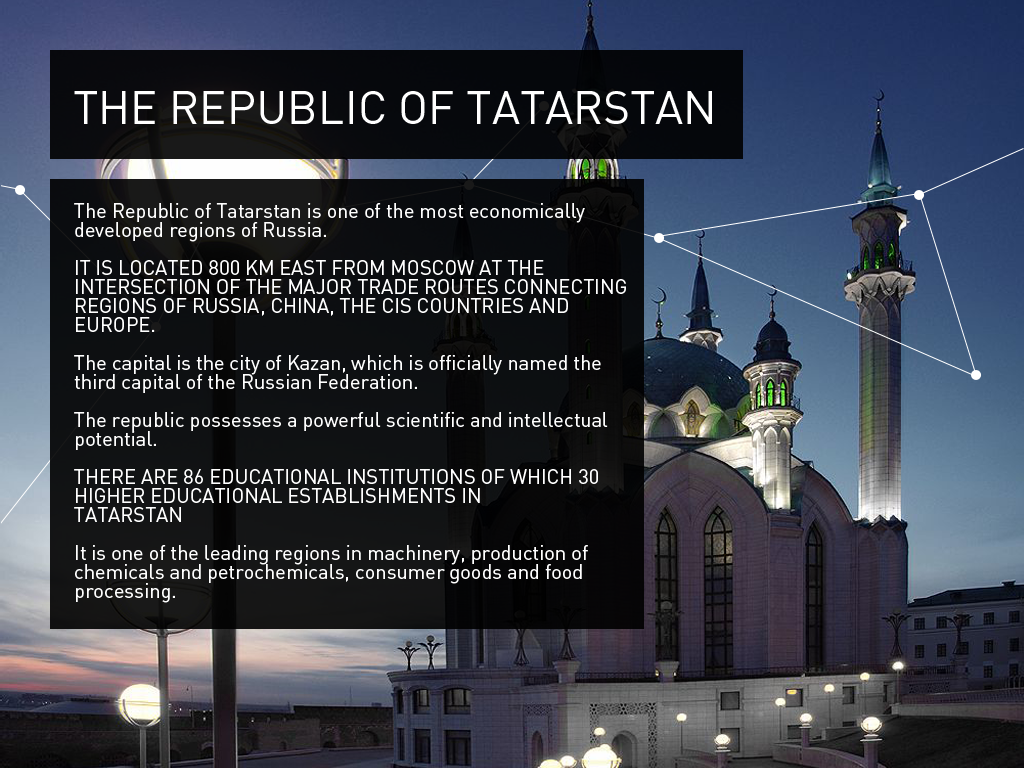 THE REPUBLIC OF TATARSTAN
The Republic of Tatarstan is one of the most economically
developed regions of Russia.
IT IS LOCATED 800 KM EAST FROM MOSCOW AT THE
INTERSECTION OF THE MAJOR TRADE ROUTES CONNECTING
REGIONS OF RUSSIA, CHINA, THE CIS COUNTRIES AND
EUROPE.
The capital is the city of Kazan, which is officially named the
third capital of the Russian Federation.
The republic possesses a powerful scientific and intellectual
potential.
THERE ARE 86 EDUCATIONAL INSTITUTIONS OF WHICH 30
HIGHER EDUCATIONAL ESTABLISHMENTS IN
TATARSTAN
It is one of the leading regions in machinery, production of
chemicals and petrochemicals, consumer goods and food
processing.